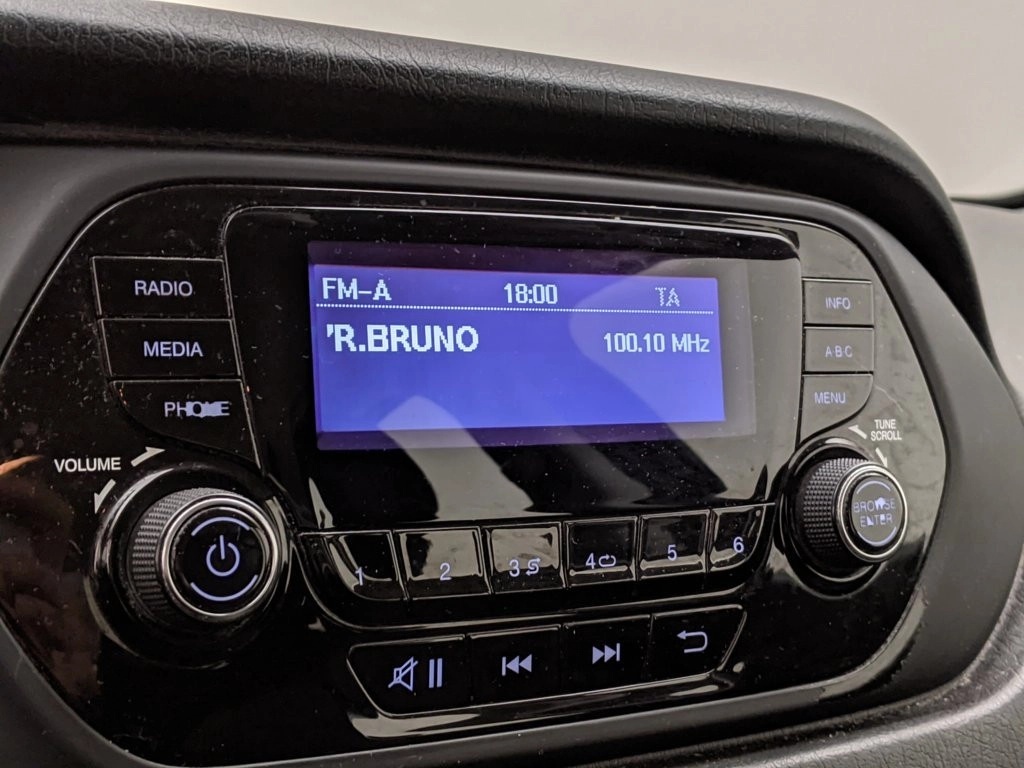 FM-A 18:00 TA
'R.BRUNO 100.10 MHz
RADIO
MEDIA
PHONE
VOLUME
INFO
A·B·C
MENU
TUNE
SCROLL
BROWSE
ENTER
1 2 3 4 5 6